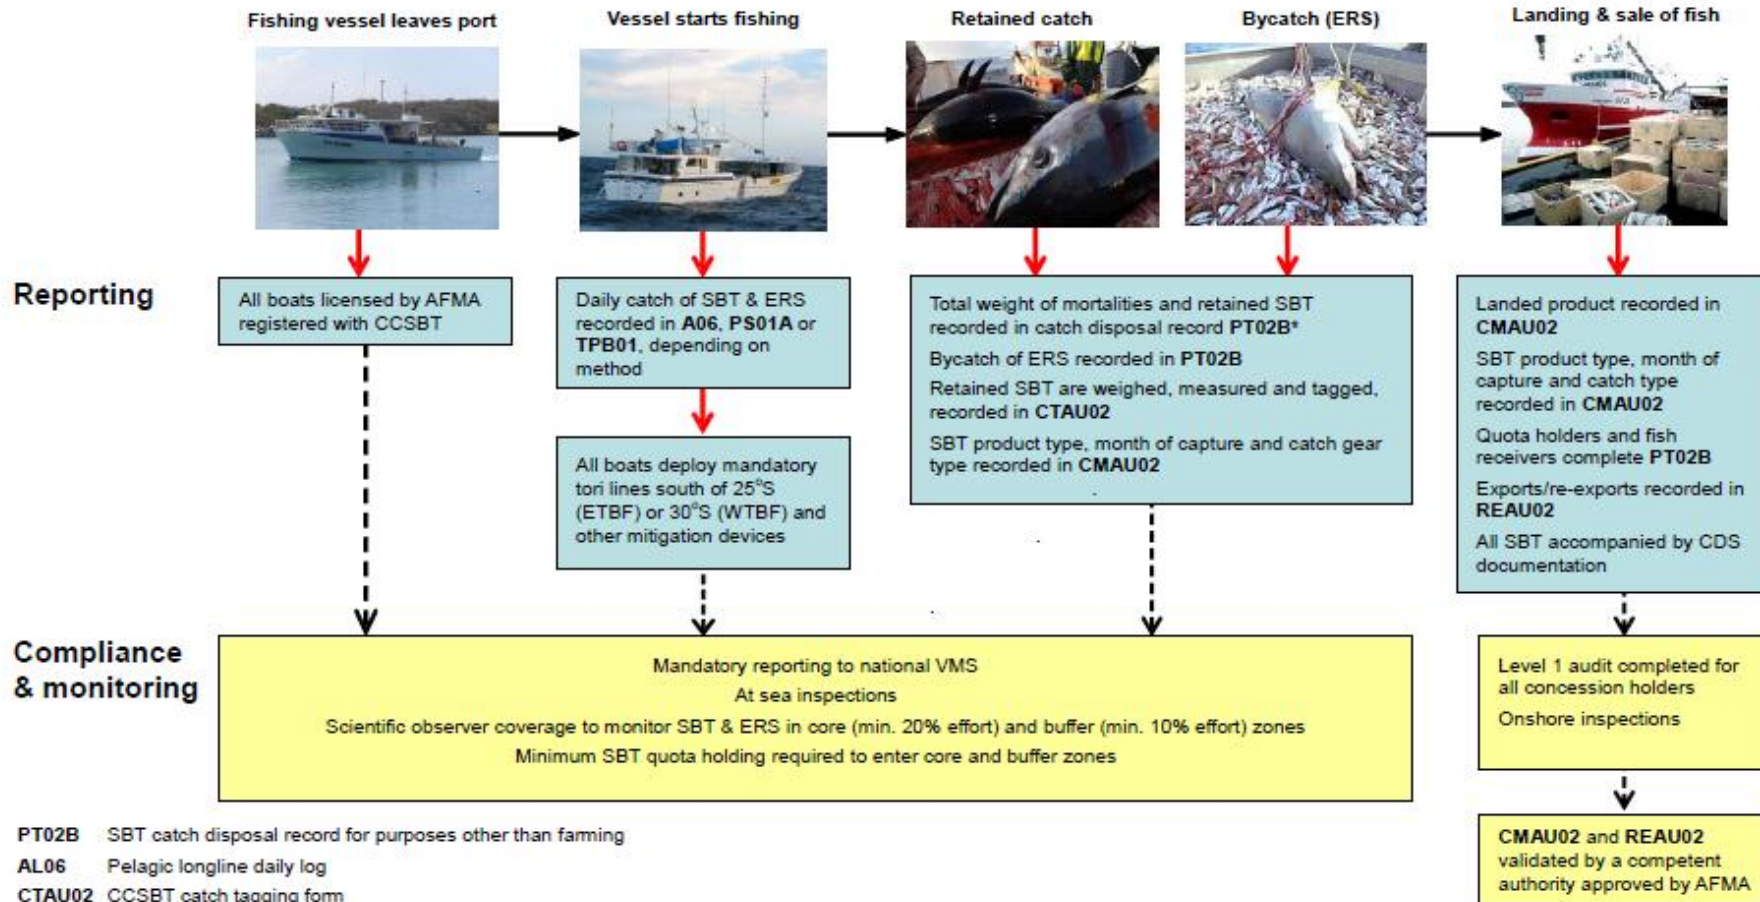 Fishing vessel leaves port
Vessel starts fishing
Retained catch
Bycatch (ERS)
Landing & sale of fish
Reporting
All boats licensed by AFMA
registered with CCSBT
Daily catch of SBT & ERS
recorded in A06, PS01A or
TPB01, depending on
method
All boats deploy mandatory
tori lines south of 25°S
(ETBF) or 30°S (WTBF) and
other mitigation devices
Total weight of mortalities and retained SBT
recorded in catch disposal record PT02B*
Bycatch of ERS recorded in PT02B
Retained SBT are weighed, measured and tagged,
recorded in CTAU02
SBT product type, month of capture and catch gear
type recorded in CMAU02
Landed product recorded in
CMAU02
SBT product type, month of
capture and catch type
recorded in CMAU02
Quota holders and fish
receivers complete PT02B
Exports/re-exports recorded in
REAU02
All SBT accompanied by CDS
documentation
Compliance
& monitoring
Mandatory reporting to national VMS
At sea inspections
Scientific observer coverage to monitor SBT & ERS in core (min. 20% effort) and buffer (min. 10% effort) zones
Minimum SBT quota holding required to enter core and buffer zones
Level 1 audit completed for
all concession holders
Onshore inspections
CMAU02 and REAU02
validated by a competent
authority approved by AFMA
PT02B SBT catch disposal record for purposes other than farming
AL06 Pelagic longline daily log
CTAU02 CCSBT catch tagging form